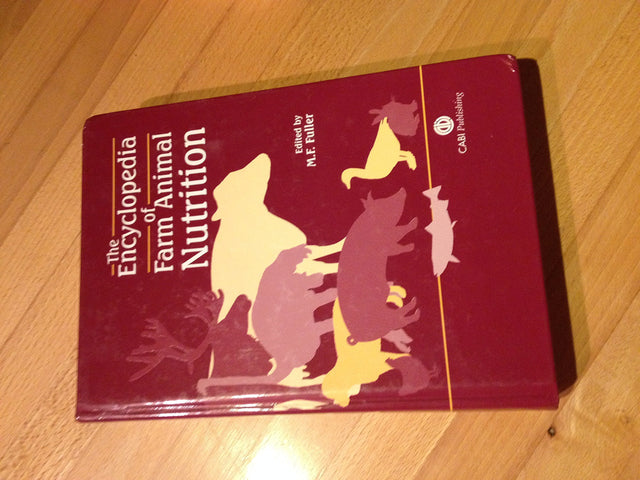 The
Encyclopedia
of
Farm Animal
Nutrition
Edited by
M.F. Fuller
CABI Publishing